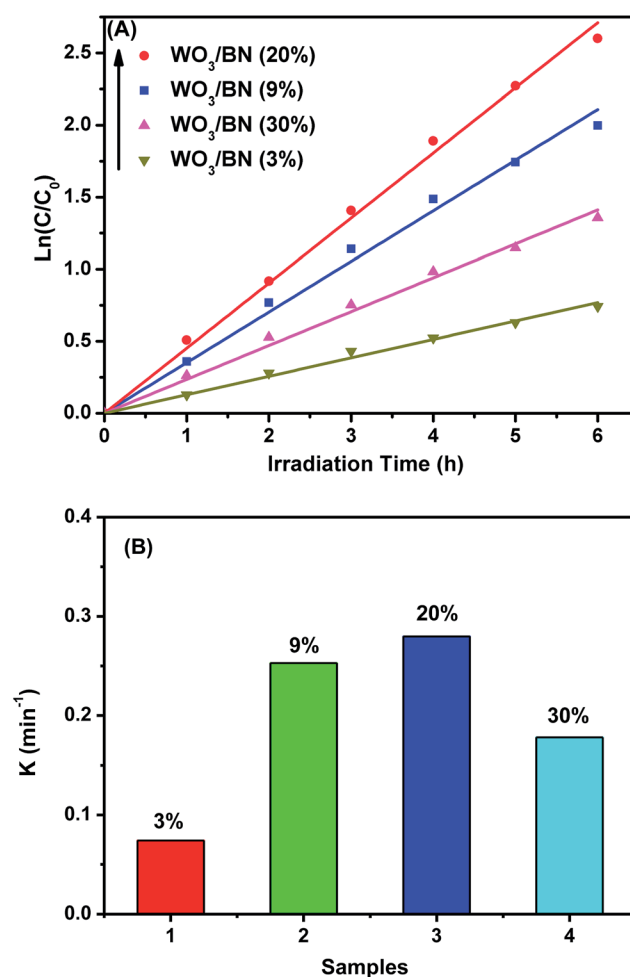 (A)
WO3/BN (20%)
WO3/BN (9%)
WO3/BN (30%)
WO3/BN (3%)
Ln(C/C0)
2.5
2.0
1.5
1.0
0.5
0.0
0 1 2 3 4 5 6
Irradiation Time (h)
(B)
K (min-1)
0.4
0.3
0.2
0.1
0.0
3%
9%
20%
30%
1 2 3 4
Samples